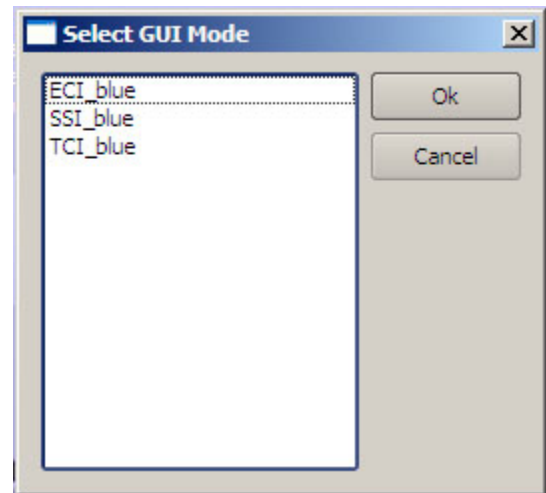 Select GUI Mode
ECI_blue
SSI_blue
TCI_blue
Ok
Cancel